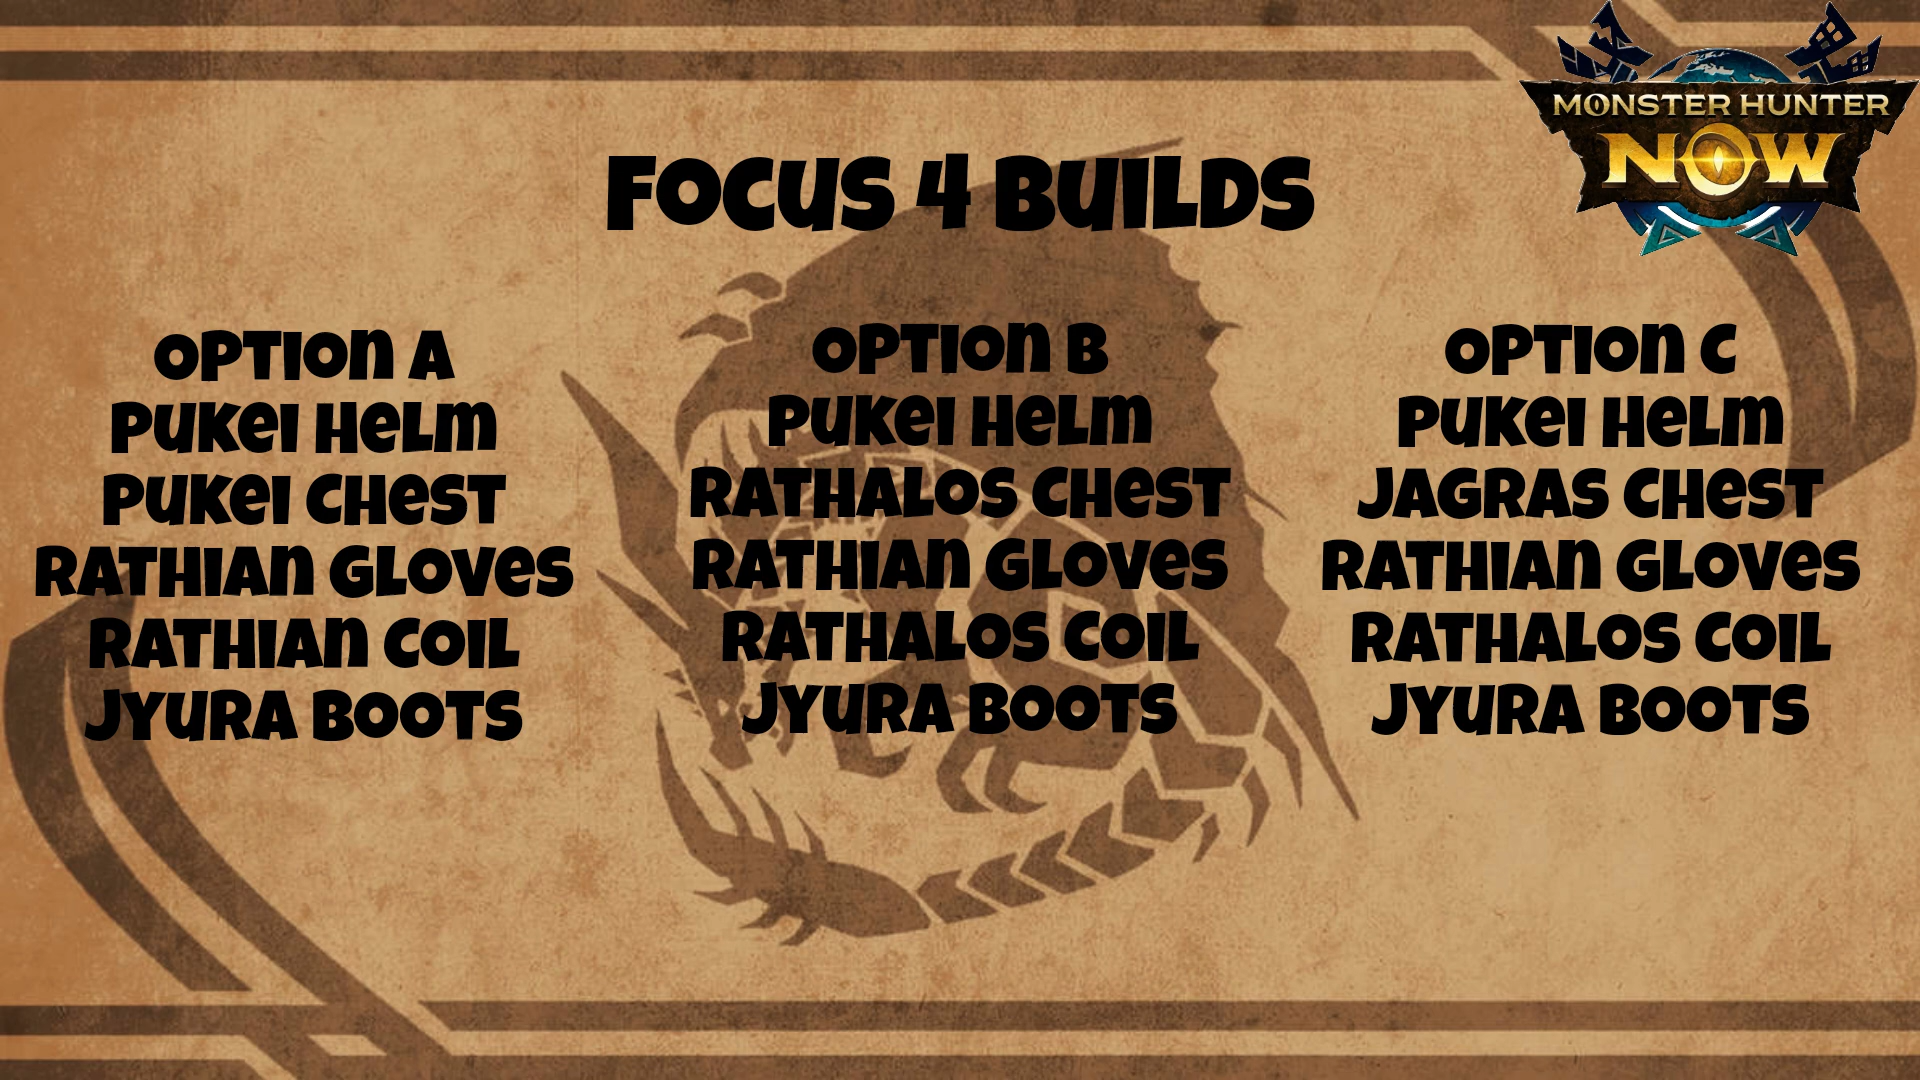 MONSTER HUNTER
NOW
FOCUS 4 BUILDS
OPTION A
PUKEI HELM
PUKEI CHEST
RATHIAN GLOVES
RATHIAN COIL
JYURA BOOTS
OPTION B
PUKEI HELM
RATHALOS CHEST
RATHIAN GLOVES
RATHALOS COIL
JYURA BOOTS
OPTION C
PUKEI HELM
JAGRAS CHEST
RATHIAN GLOVES
RATHALOS COIL
JYURA BOOTS